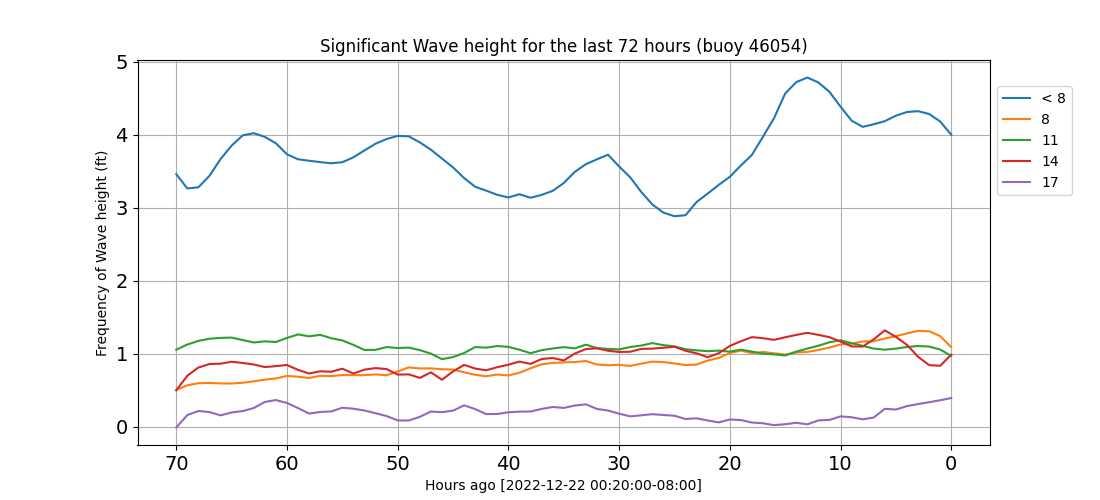 Significant Wave height for the last 72 hours (buoy 46054)
Frequency of Wave height (ft)
5
4
3
2
1
0
70 60 50 40 30 20 10 0
Hours ago [2022-12-22 00:20:00-08:00]
< 8
8
11
14
17